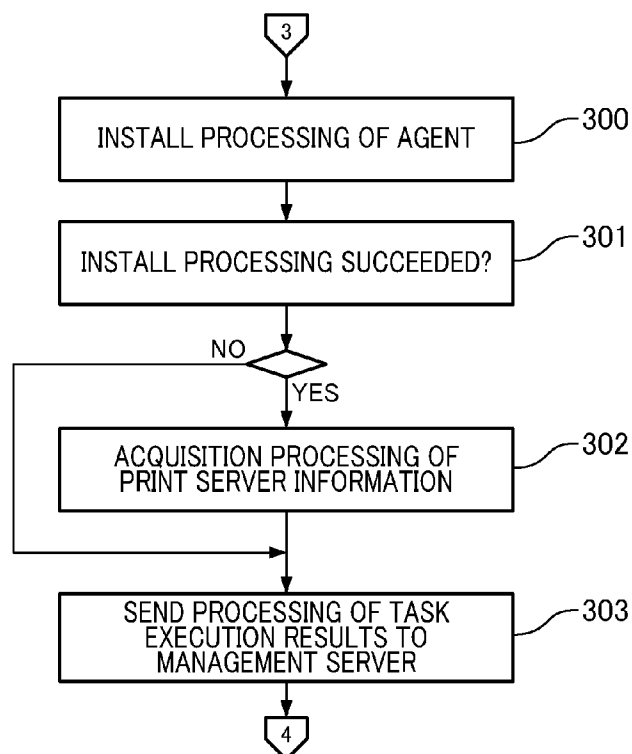 3
INSTALL PROCESSING OF AGENT
300
INSTALL PROCESSING SUCCEEDED?
301
NO
YES
ACQUISITION PROCESSING OF
PRINT SERVER INFORMATION
302
SEND PROCESSING OF TASK
EXECUTION RESULTS TO
MANAGEMENT SERVER
303
4